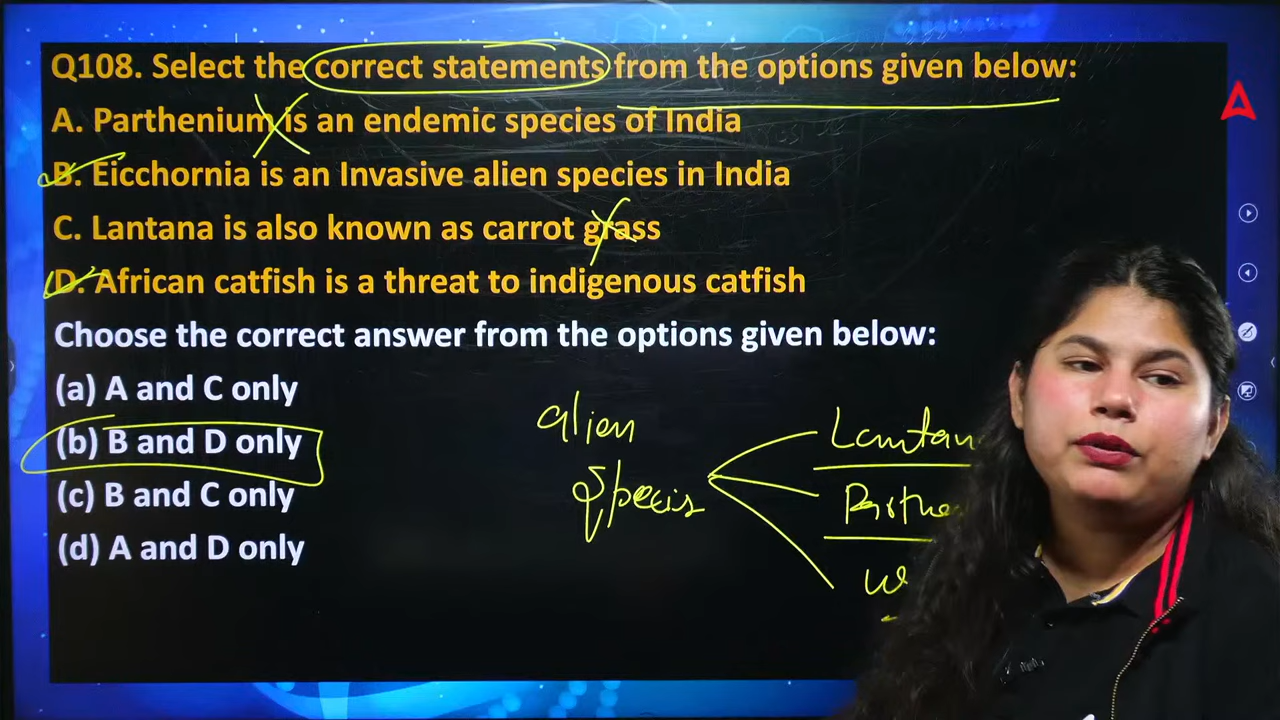 Q108. Select the correct statements from the options given below:
A. Parthenium is an endemic species of India
B. Eicchornia is an Invasive alien species in India
C. Lantana is also known as carrot grass
D. African catfish is a threat to indigenous catfish
Choose the correct answer from the options given below:
(a) A and C only
(b) B and D only
(c) B and C only
(d) A and D only
alien
Lantan
Parthe
W